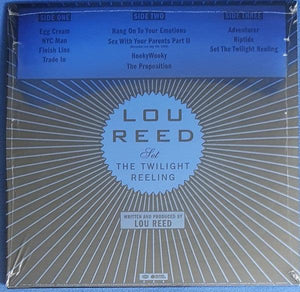 SIDE ONE
Egg Cream
NYC Man
Finish Line
Trade In
SIDE TWO
Hang On To Your Emotions
Sex With Your Parents Part II
HookyWooky
The Proposition
SIDE THREE
Adventurer
Riptide
Set The Twilight Reeling
LOU
REED
Set
THE TWILIGHT
REELING
WRITTEN AND PRODUCED BY
LOU REED